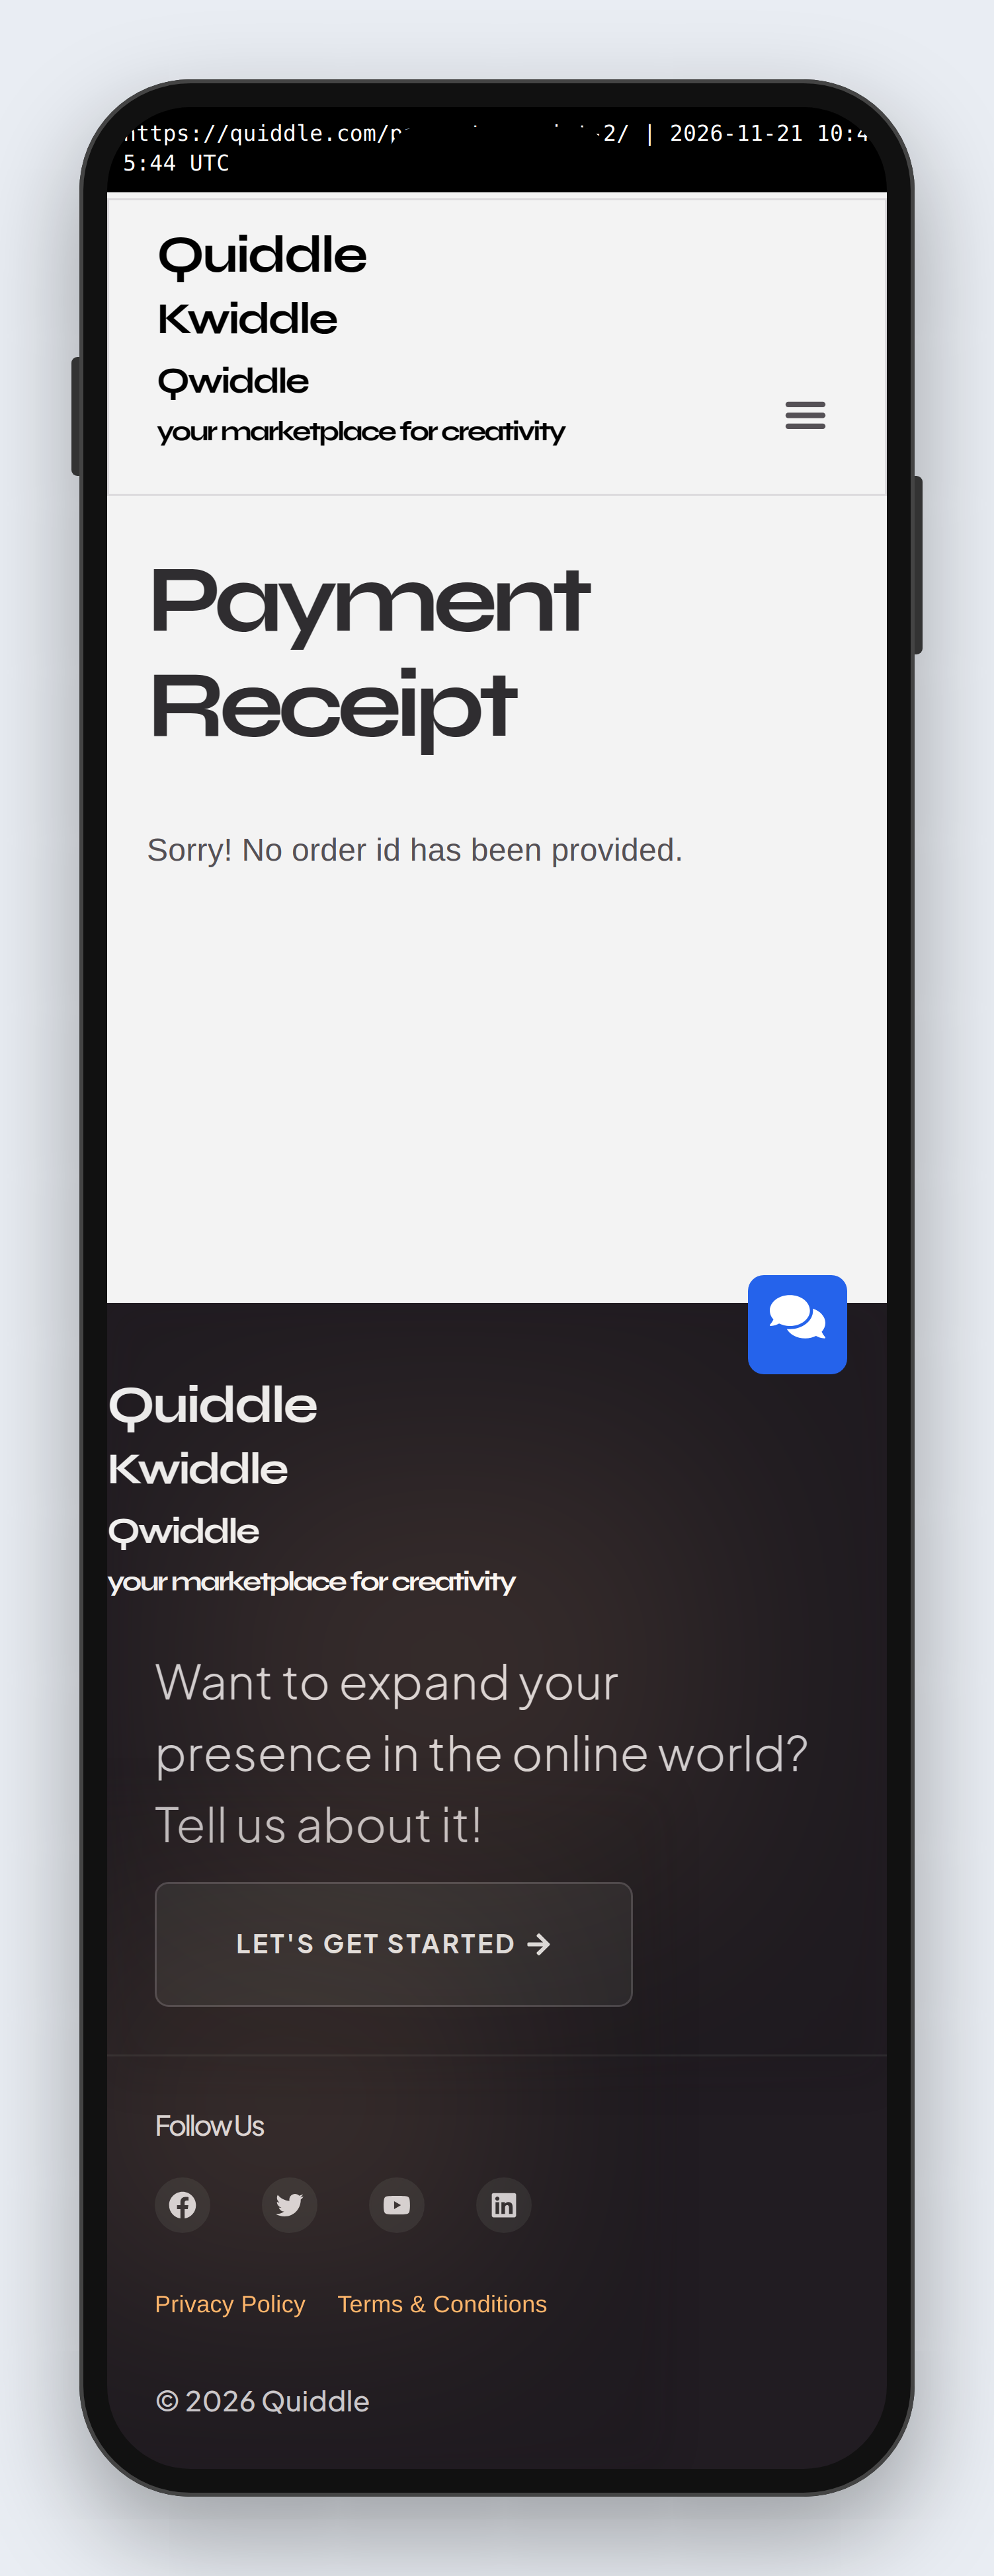 https://quiddle.com/ 2/ | 2026-11-21 10:4
5:44 UTC
Quiddle
Kwiddle
Qwiddle
your marketplace for creativity
Payment
Receipt
Sorry! No order id has been provided.
Quiddle
Kwiddle
Qwiddle
your marketplace for creativity
Want to expand your
presence in the online world?
Tell us about it!
LET'S GET STARTED →
Follow Us
Privacy Policy Terms & Conditions
© 2026 Quiddle